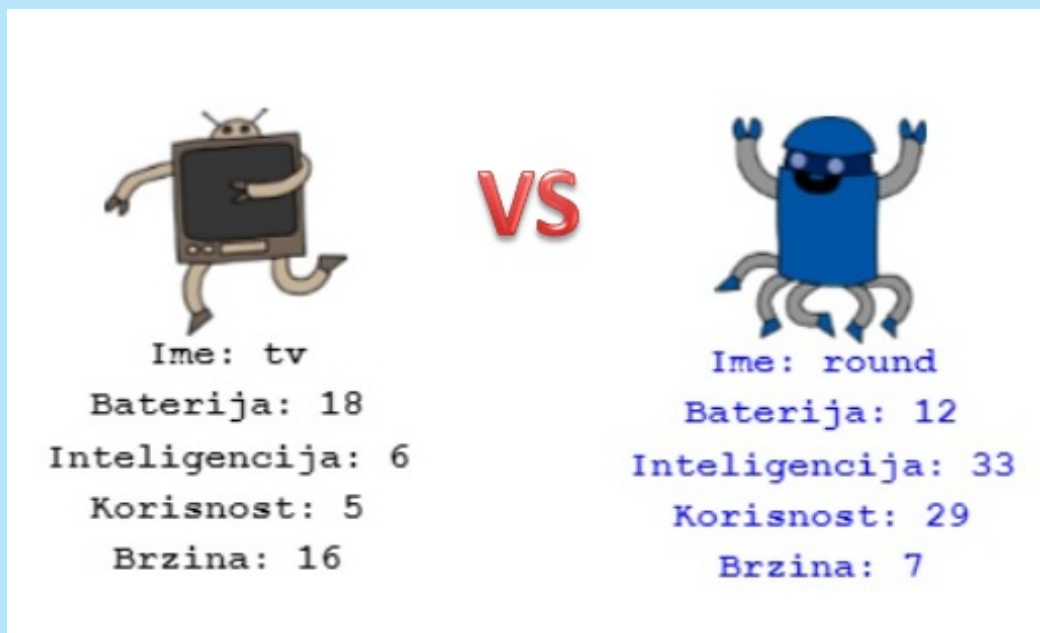 VS
Ime: tv
Baterija: 18
Inteligencija: 6
Korisnost: 5
Brzina: 16
Ime: round
Baterija: 12
Inteligencija: 33
Korisnost: 29
Brzina: 7